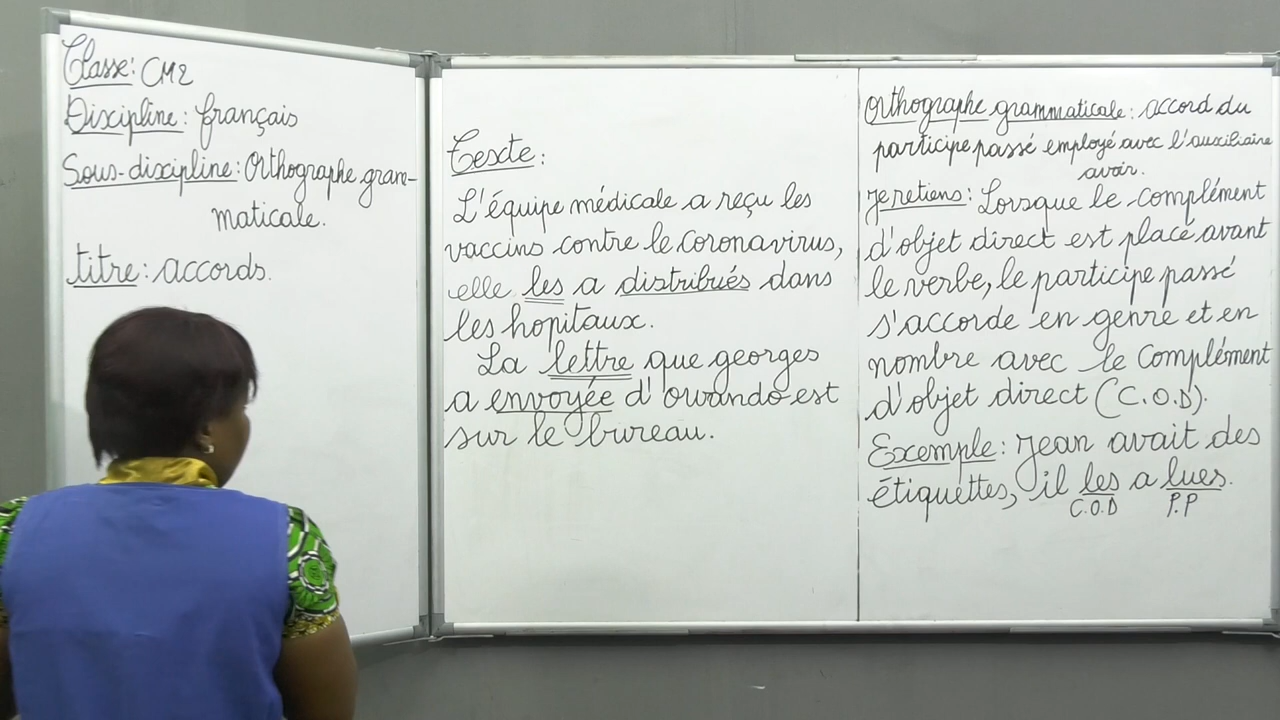 Classe: CM2
Discipline: français
Sous-discipline: Orthographe gram-
maticale.
titre: accords.
Texte:
L'équipe médicale a reçu les
vaccins contre le coronavirus,
elle les a distribués dans
les hopitaux.
La lettre que georges
a envoyée d'owando est
sur le bureau.
Orthographe grammaticale: accord du
participe passé employé avec l'auxiliaire
avoir.
Je retiens: Lorsque le complément
d'objet direct est placé avant
le verbe, le participe passé
s'accorde en genre et en
nombre avec le complément
d'objet direct (C.O.D).
Exemple: Jean avait des
étiquettes, il les a lues.
C.O.D P.P